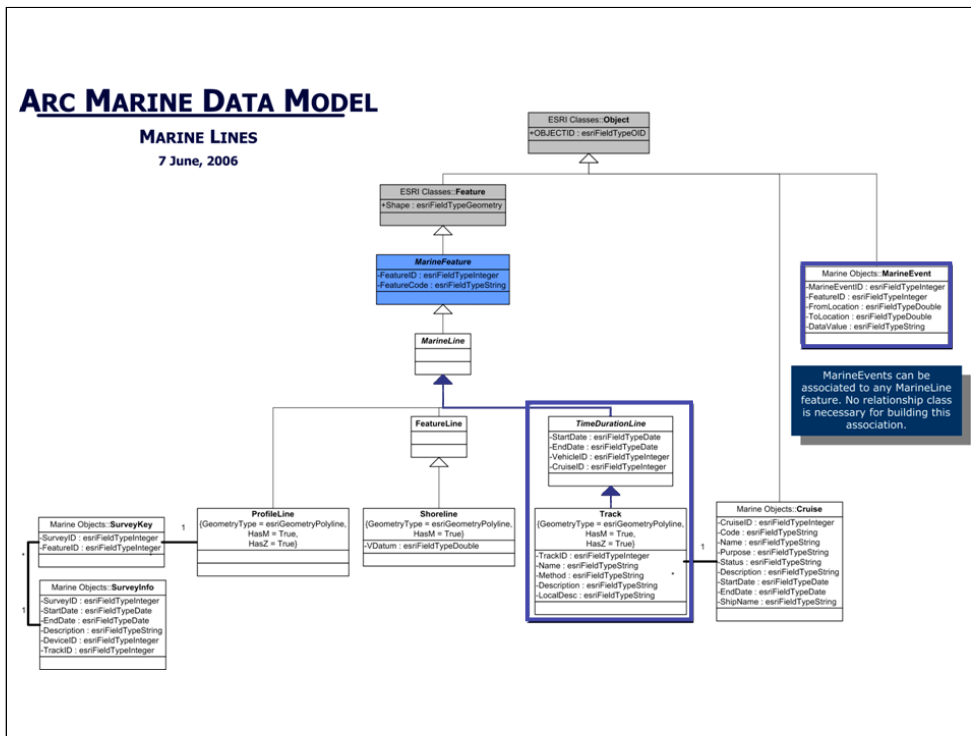 ARC MARINE DATA MODEL
MARINE LINES
7 June, 2006
ESRI Classes::Object
+OBJECTID : esriFieldTypeOID
ESRI Classes::Feature
+Shape : esriFieldTypeGeometry
MarineFeature
-FeatureID : esriFieldTypeInteger
-FeatureCode : esriFieldTypeString
Marine Objects::MarineEvent
-MarineEventID : esriFieldTypeInteger
-FeatureID : esriFieldTypeInteger
-FromLocation : esriFieldTypeDouble
-ToLocation : esriFieldTypeDouble
-DataValue : esriFieldTypeString
MarineLine
MarineEvents can be
associated to any MarineLine
feature. No relationship class
is necessary for building this
association.
FeatureLine
TimeDurationLine
-StartDate : esriFieldTypeDate
-EndDate : esriFieldTypeDate
-VehicleID : esriFieldTypeInteger
-CruiseID : esriFieldTypeInteger
Marine Objects::SurveyKey
-SurveyID : esriFieldTypeInteger
-FeatureID : esriFieldTypeInteger
1
*
*
1
Marine Objects::SurveyInfo
-SurveyID : esriFieldTypeInteger
-StartDate : esriFieldTypeDate
-EndDate : esriFieldTypeDate
-Description : esriFieldTypeString
-DeviceID : esriFieldTypeInteger
-TrackID : esriFieldTypeInteger
ProfileLine
{GeometryType = esriGeometryPolyline,
HasM = True,
HasZ = True}
Shoreline
{GeometryType = esriGeometryPolyline,
HasM = True}
-VDatum : esriFieldTypeDouble
Track
{GeometryType = esriGeometryPolyline,
HasM = True,
HasZ = True}
-TrackID : esriFieldTypeInteger
-Name : esriFieldTypeString
-Method : esriFieldTypeString
-Description : esriFieldTypeString
-LocalDesc : esriFieldTypeString
1
*
Marine Objects::Cruise
-CruiseID : esriFieldTypeInteger
-Code : esriFieldTypeString
-Name : esriFieldTypeString
-Purpose : esriFieldTypeString
-Status : esriFieldTypeString
-Description : esriFieldTypeString
-StartDate : esriFieldTypeDate
-EndDate : esriFieldTypeDate
-ShipName : esriFieldTypeString